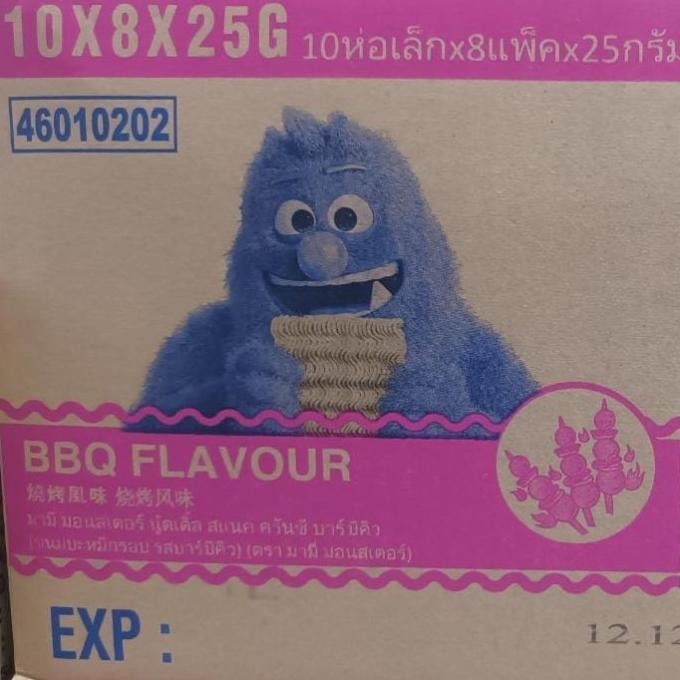 10X8X25G 10ห่อเล็กx8แพ็คx25กรัม
46010202
BBQ FLAVOUR
燒烤風味 烧烤风味
มามี่ มอนสเตอร์ นู้ดเดิ้ล สแนค ควันชี บาร์บีคิว
(ขนมบะหมี่กรอบ รสบาร์บีคิว) (ตรา มามี่ มอนสเตอร์)
EXP :
12.12